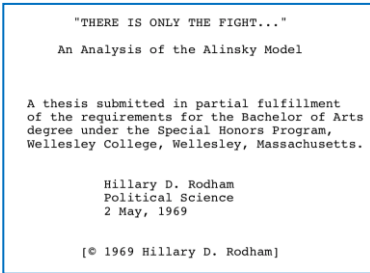 "THERE IS ONLY THE FIGHT..."
An Analysis of the Alinsky Model
A thesis submitted in partial fulfillment
of the requirements for the Bachelor of Arts
degree under the Special Honors Program,
Wellesley College, Wellesley, Massachusetts.
Hillary D. Rodham
Political Science
2 May, 1969
[© 1969 Hillary D. Rodham]